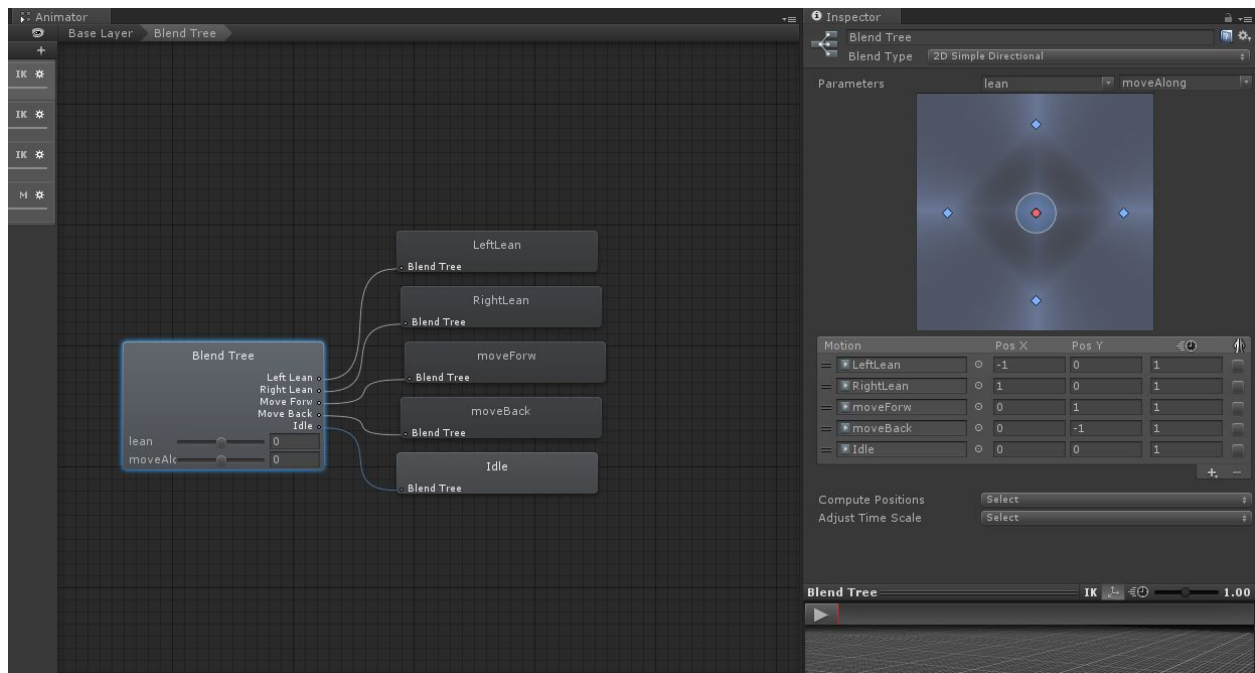 Animator
Base Layer Blend Tree
+
IK
IK
IK
M
LeftLean
Blend Tree
RightLean
Blend Tree
moveForw
Blend Tree
moveBack
Blend Tree
Idle
Blend Tree
Blend Tree
Left Lean
Right Lean
Move Forw
Move Back
Idle
lean 0
moveAlc 0
Inspector
Blend Tree
Blend Type 2D Simple Directional
Parameters lean moveAlong
Motion Pos X Pos Y
LeftLean -1 0 1
RightLean 1 0 1
moveForw 0 1 1
moveBack 0 -1 1
Idle 0 0 1
+ −
Compute Positions Select
Adjust Time Scale Select
Blend Tree IK 1.00